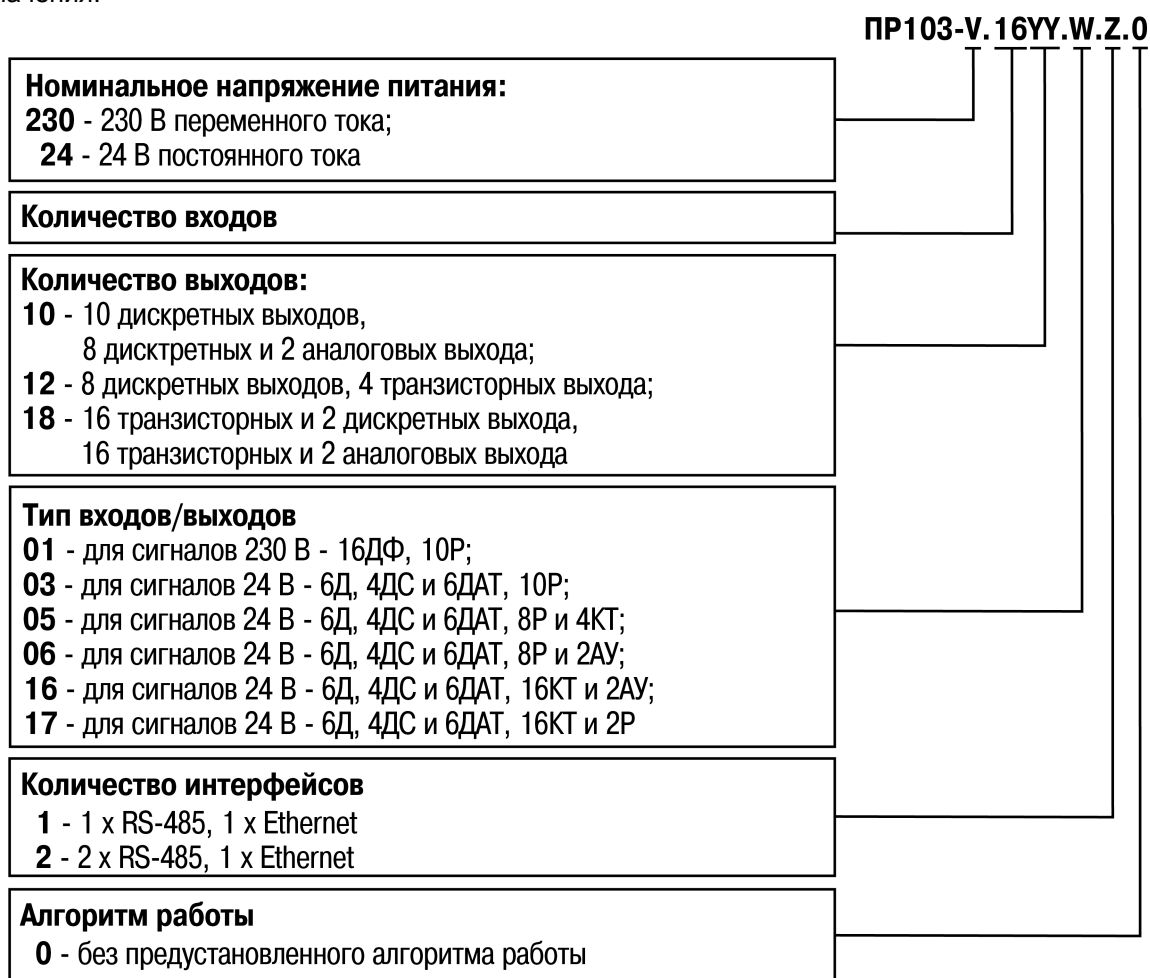 ПР103-V.16YY.W.Z.0
Номинальное напряжение питания:
230 - 230 В переменного тока;
24 - 24 В постоянного тока
Количество входов
Количество выходов:
10 - 10 дискретных выходов,
8 дисктретных и 2 аналоговых выхода;
12 - 8 дискретных выходов, 4 транзисторных выхода;
18 - 16 транзисторных и 2 дискретных выхода,
16 транзисторных и 2 аналоговых выхода
Тип входов/выходов
01 - для сигналов 230 В - 16ДФ, 10Р;
03 - для сигналов 24 В - 6Д, 4ДС и 6ДАТ, 10Р;
05 - для сигналов 24 В - 6Д, 4ДС и 6ДАТ, 8Р и 4КТ;
06 - для сигналов 24 В - 6Д, 4ДС и 6ДАТ, 8Р и 2АУ;
16 - для сигналов 24 В - 6Д, 4ДС и 6ДАТ, 16КТ и 2АУ;
17 - для сигналов 24 В - 6Д, 4ДС и 6ДАТ, 16КТ и 2Р
Количество интерфейсов
1 - 1 x RS-485, 1 x Ethernet
2 - 2 x RS-485, 1 x Ethernet
Алгоритм работы
0 - без предустановленного алгоритма работы